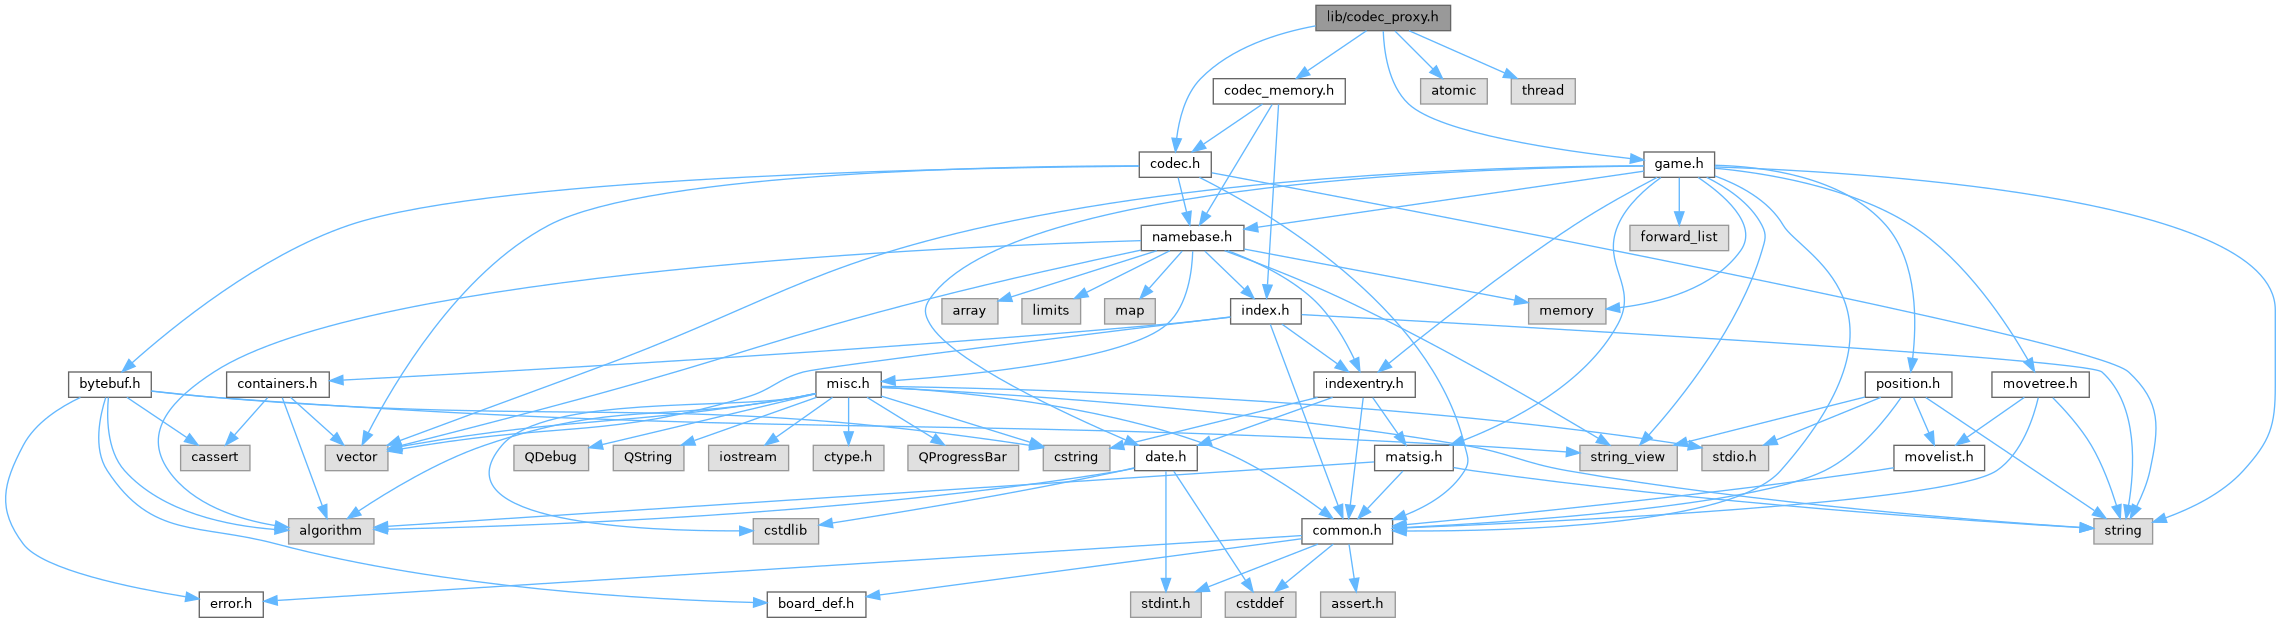 lib/codec_proxy.h
codec_memory.h
atomic
thread
codec.h
game.h
namebase.h
forward_list
array
limits
map
index.h
memory
bytebuf.h
containers.h
misc.h
indexentry.h
position.h
movetree.h
cassert
vector
QDebug
QString
iostream
ctype.h
QProgressBar
cstring
date.h
matsig.h
string_view
stdio.h
movelist.h
algorithm
cstdlib
common.h
string
error.h
board_def.h
stdint.h
cstddef
assert.h